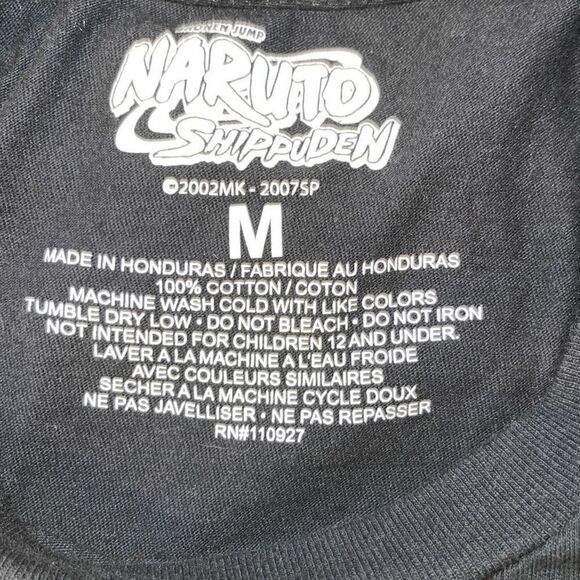 SHONEN JUMP
NARUTO
SHIPPUDEN
©2002MK - 2007SP
M
MADE IN HONDURAS / FABRIQUE AU HONDURAS
100% COTTON / COTON
MACHINE WASH COLD WITH LIKE COLORS
TUMBLE DRY LOW • DO NOT BLEACH • DO NOT IRON
NOT INTENDED FOR CHILDREN 12 AND UNDER.
LAVER A LA MACHINE A L'EAU FROIDE
AVEC COULEURS SIMILAIRES
SECHER A LA MACHINE CYCLE DOUX
NE PAS JAVELLISER • NE PAS REPASSER
RN#110927